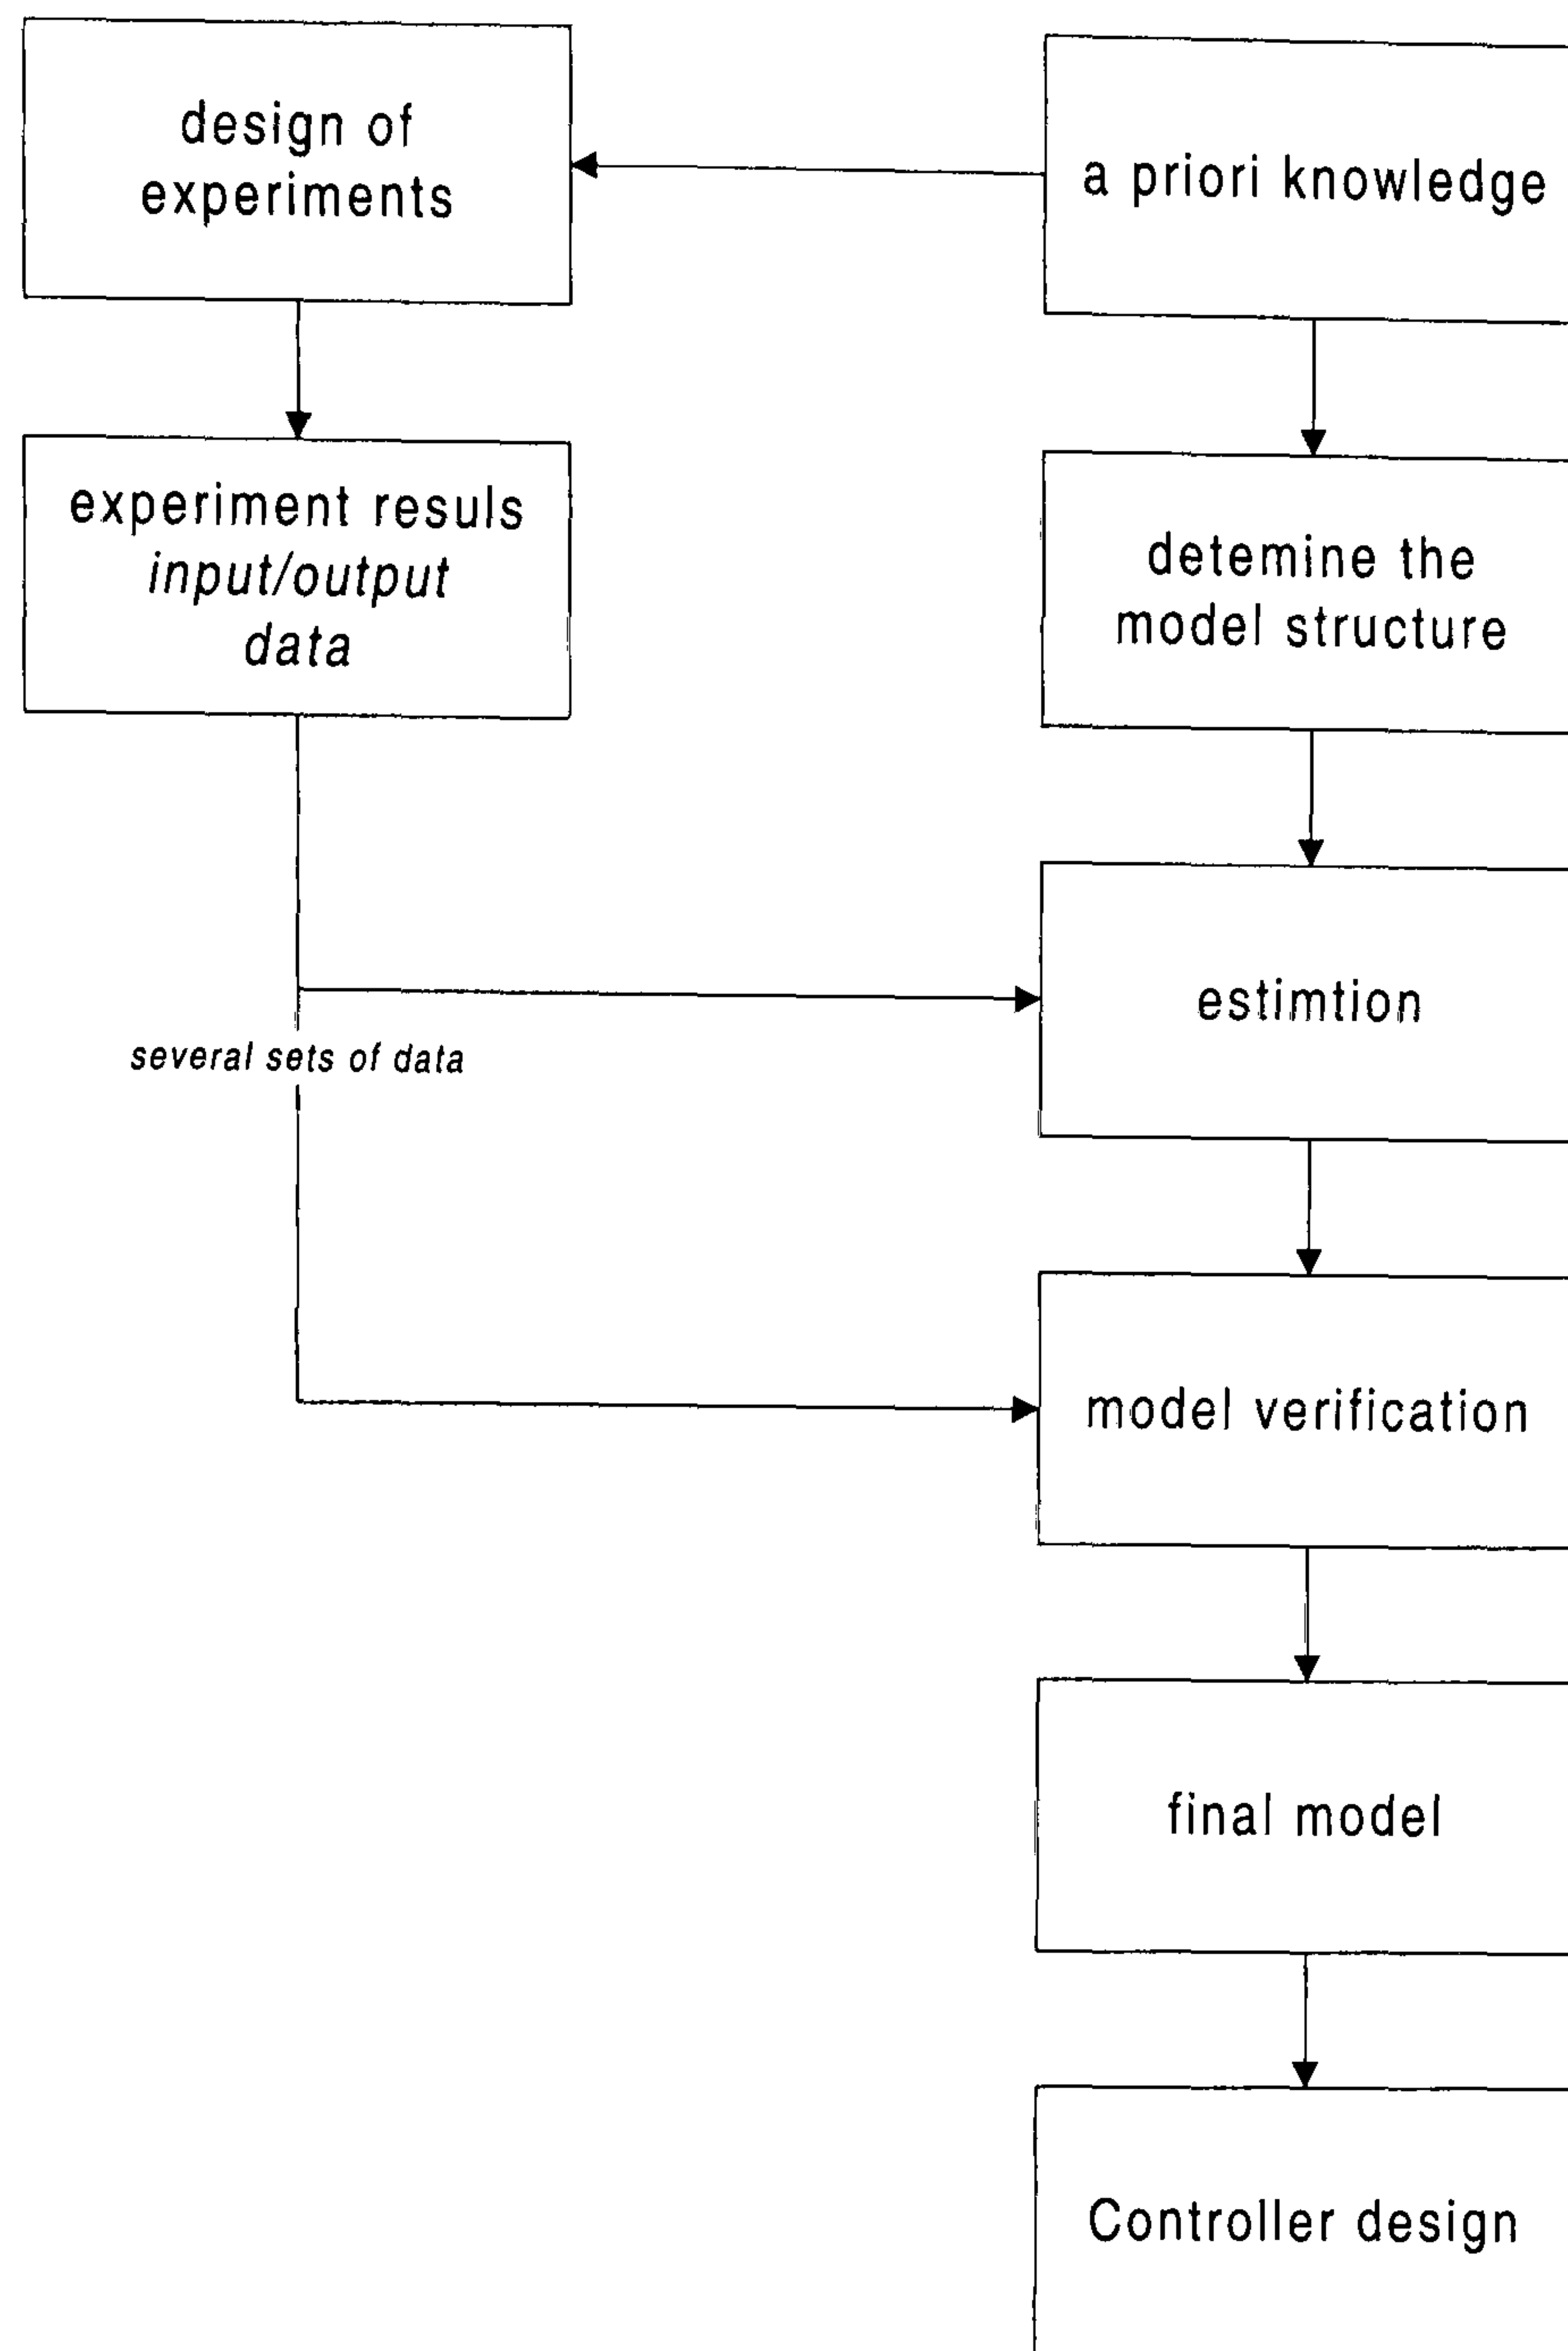 design of
experiments
a priori knowledge
experiment resuls
input/output
data
detemine the
model structure
estimtion
several sets of data
model verification
final model
Controller design